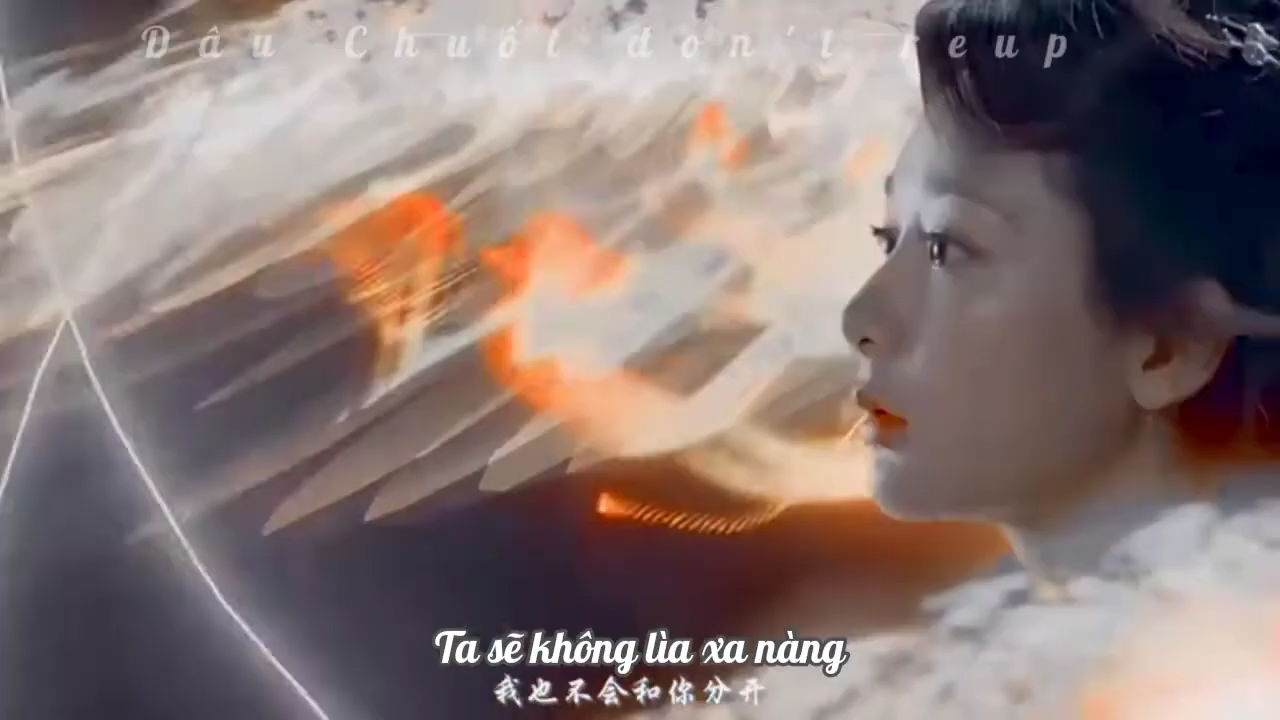 Dâu Chuối don't reup
Ta sẽ không lìa xa nàng
我也不会和你分开